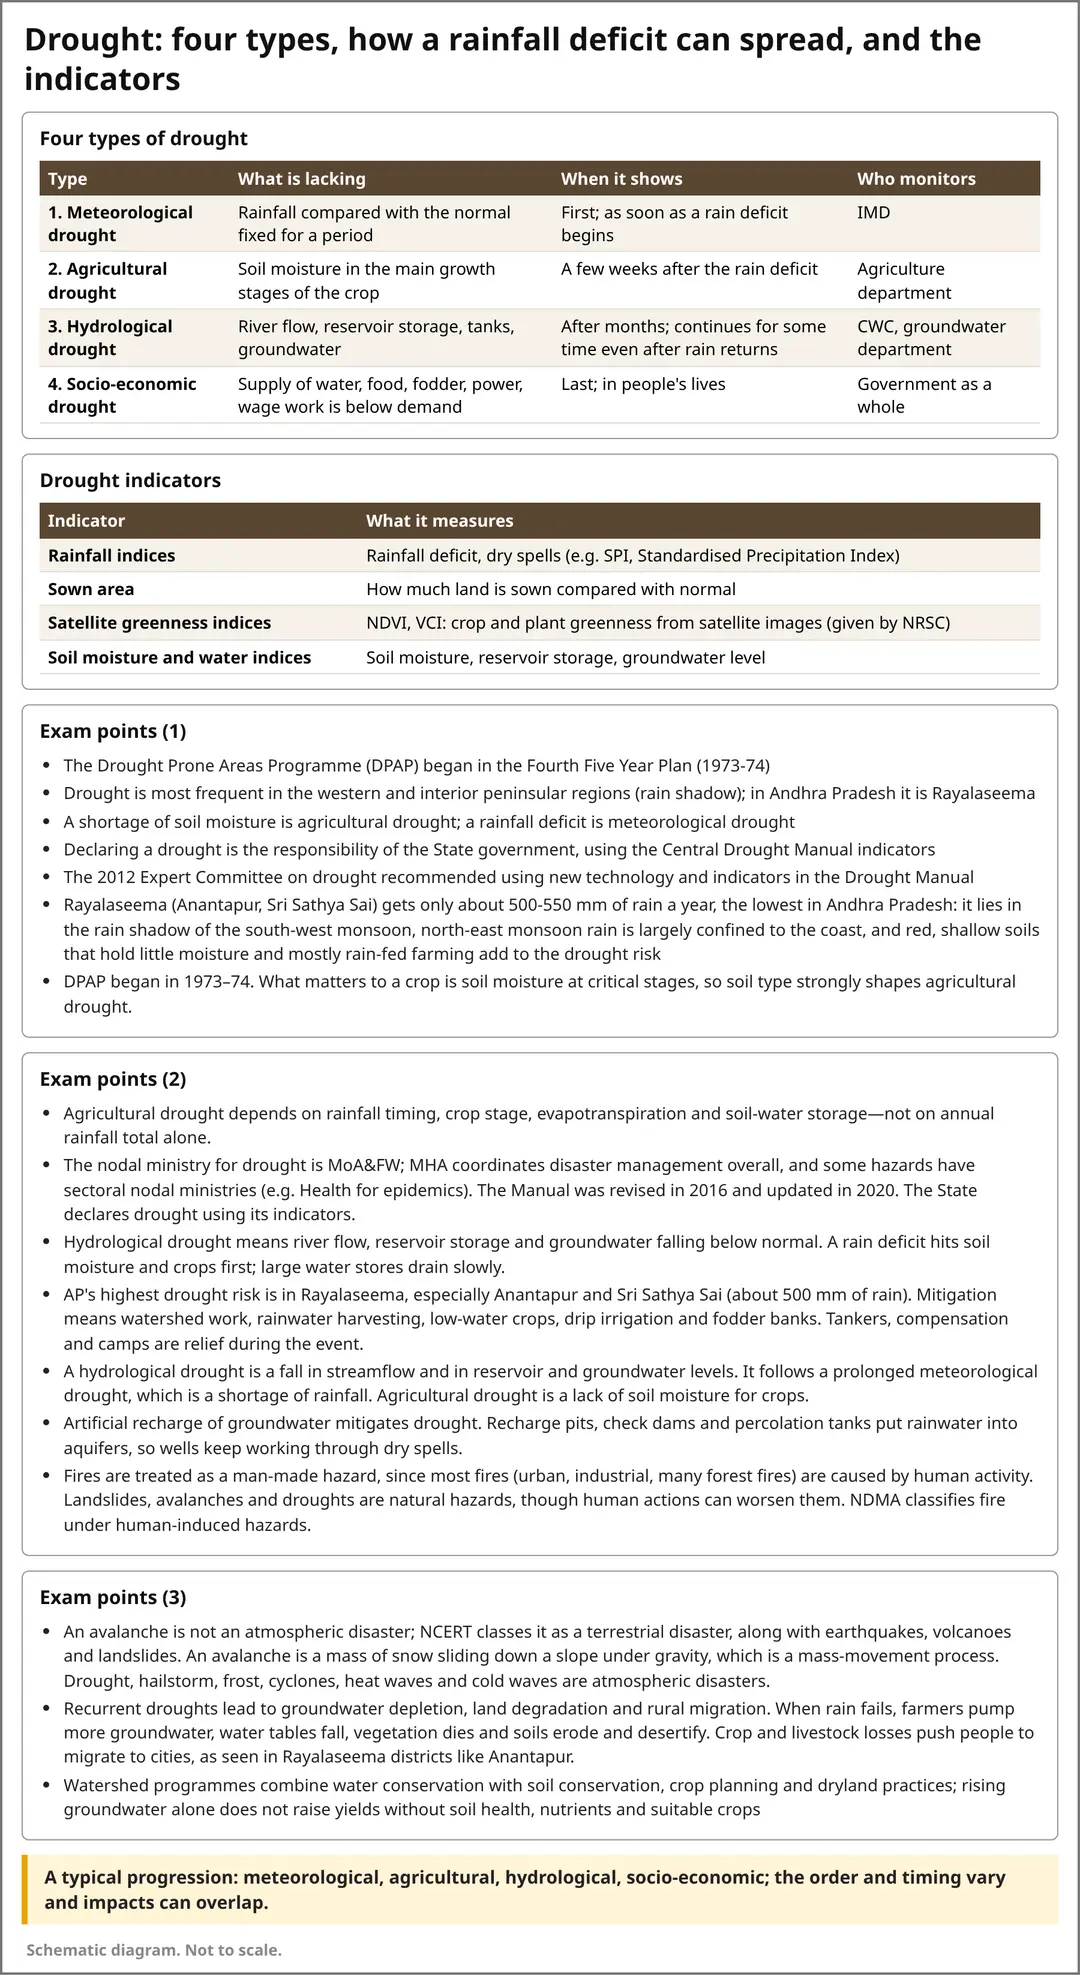 Drought: four types, how a rainfall deficit can spread, and the
indicators
Four types of drought
Type What is lacking When it shows Who monitors
1. Meteorological drought Rainfall compared with the normal fixed for a period First; as soon as a rain deficit begins IMD
2. Agricultural drought Soil moisture in the main growth stages of the crop A few weeks after the rain deficit Agriculture department
3. Hydrological drought River flow, reservoir storage, tanks, groundwater After months; continues for some time even after rain returns CWC, groundwater department
4. Socio-economic drought Supply of water, food, fodder, power, wage work is below demand Last; in people's lives Government as a whole
Drought indicators
Indicator What it measures
Rainfall indices Rainfall deficit, dry spells (e.g. SPI, Standardised Precipitation Index)
Sown area How much land is sown compared with normal
Satellite greenness indices NDVI, VCI: crop and plant greenness from satellite images (given by NRSC)
Soil moisture and water indices Soil moisture, reservoir storage, groundwater level
Exam points (1)
• The Drought Prone Areas Programme (DPAP) began in the Fourth Five Year Plan (1973-74)
• Drought is most frequent in the western and interior peninsular regions (rain shadow); in Andhra Pradesh it is Rayalaseema
• A shortage of soil moisture is agricultural drought; a rainfall deficit is meteorological drought
• Declaring a drought is the responsibility of the State government, using the Central Drought Manual indicators
• The 2012 Expert Committee on drought recommended using new technology and indicators in the Drought Manual
• Rayalaseema (Anantapur, Sri Sathya Sai) gets only about 500-550 mm of rain a year, the lowest in Andhra Pradesh: it lies in
the rain shadow of the south-west monsoon, north-east monsoon rain is largely confined to the coast, and red, shallow soils
that hold little moisture and mostly rain-fed farming add to the drought risk
• DPAP began in 1973–74. What matters to a crop is soil moisture at critical stages, so soil type strongly shapes agricultural
drought.
Exam points (2)
• Agricultural drought depends on rainfall timing, crop stage, evapotranspiration and soil-water storage—not on annual
rainfall total alone.
• The nodal ministry for drought is MoA&FW; MHA coordinates disaster management overall, and some hazards have
sectoral nodal ministries (e.g. Health for epidemics). The Manual was revised in 2016 and updated in 2020. The State
declares drought using its indicators.
• Hydrological drought means river flow, reservoir storage and groundwater falling below normal. A rain deficit hits soil
moisture and crops first; large water stores drain slowly.
• AP's highest drought risk is in Rayalaseema, especially Anantapur and Sri Sathya Sai (about 500 mm of rain). Mitigation
means watershed work, rainwater harvesting, low-water crops, drip irrigation and fodder banks. Tankers, compensation
and camps are relief during the event.
• A hydrological drought is a fall in streamflow and in reservoir and groundwater levels. It follows a prolonged meteorological
drought, which is a shortage of rainfall. Agricultural drought is a lack of soil moisture for crops.
• Artificial recharge of groundwater mitigates drought. Recharge pits, check dams and percolation tanks put rainwater into
aquifers, so wells keep working through dry spells.
• Fires are treated as a man-made hazard, since most fires (urban, industrial, many forest fires) are caused by human activity.
Landslides, avalanches and droughts are natural hazards, though human actions can worsen them. NDMA classifies fire
under human-induced hazards.
Exam points (3)
• An avalanche is not an atmospheric disaster; NCERT classes it as a terrestrial disaster, along with earthquakes, volcanoes
and landslides. An avalanche is a mass of snow sliding down a slope under gravity, which is a mass-movement process.
Drought, hailstorm, frost, cyclones, heat waves and cold waves are atmospheric disasters.
• Recurrent droughts lead to groundwater depletion, land degradation and rural migration. When rain fails, farmers pump
more groundwater, water tables fall, vegetation dies and soils erode and desertify. Crop and livestock losses push people to
migrate to cities, as seen in Rayalaseema districts like Anantapur.
• Watershed programmes combine water conservation with soil conservation, crop planning and dryland practices; rising
groundwater alone does not raise yields without soil health, nutrients and suitable crops
A typical progression: meteorological, agricultural, hydrological, socio-economic; the order and timing vary
and impacts can overlap.
Schematic diagram. Not to scale.